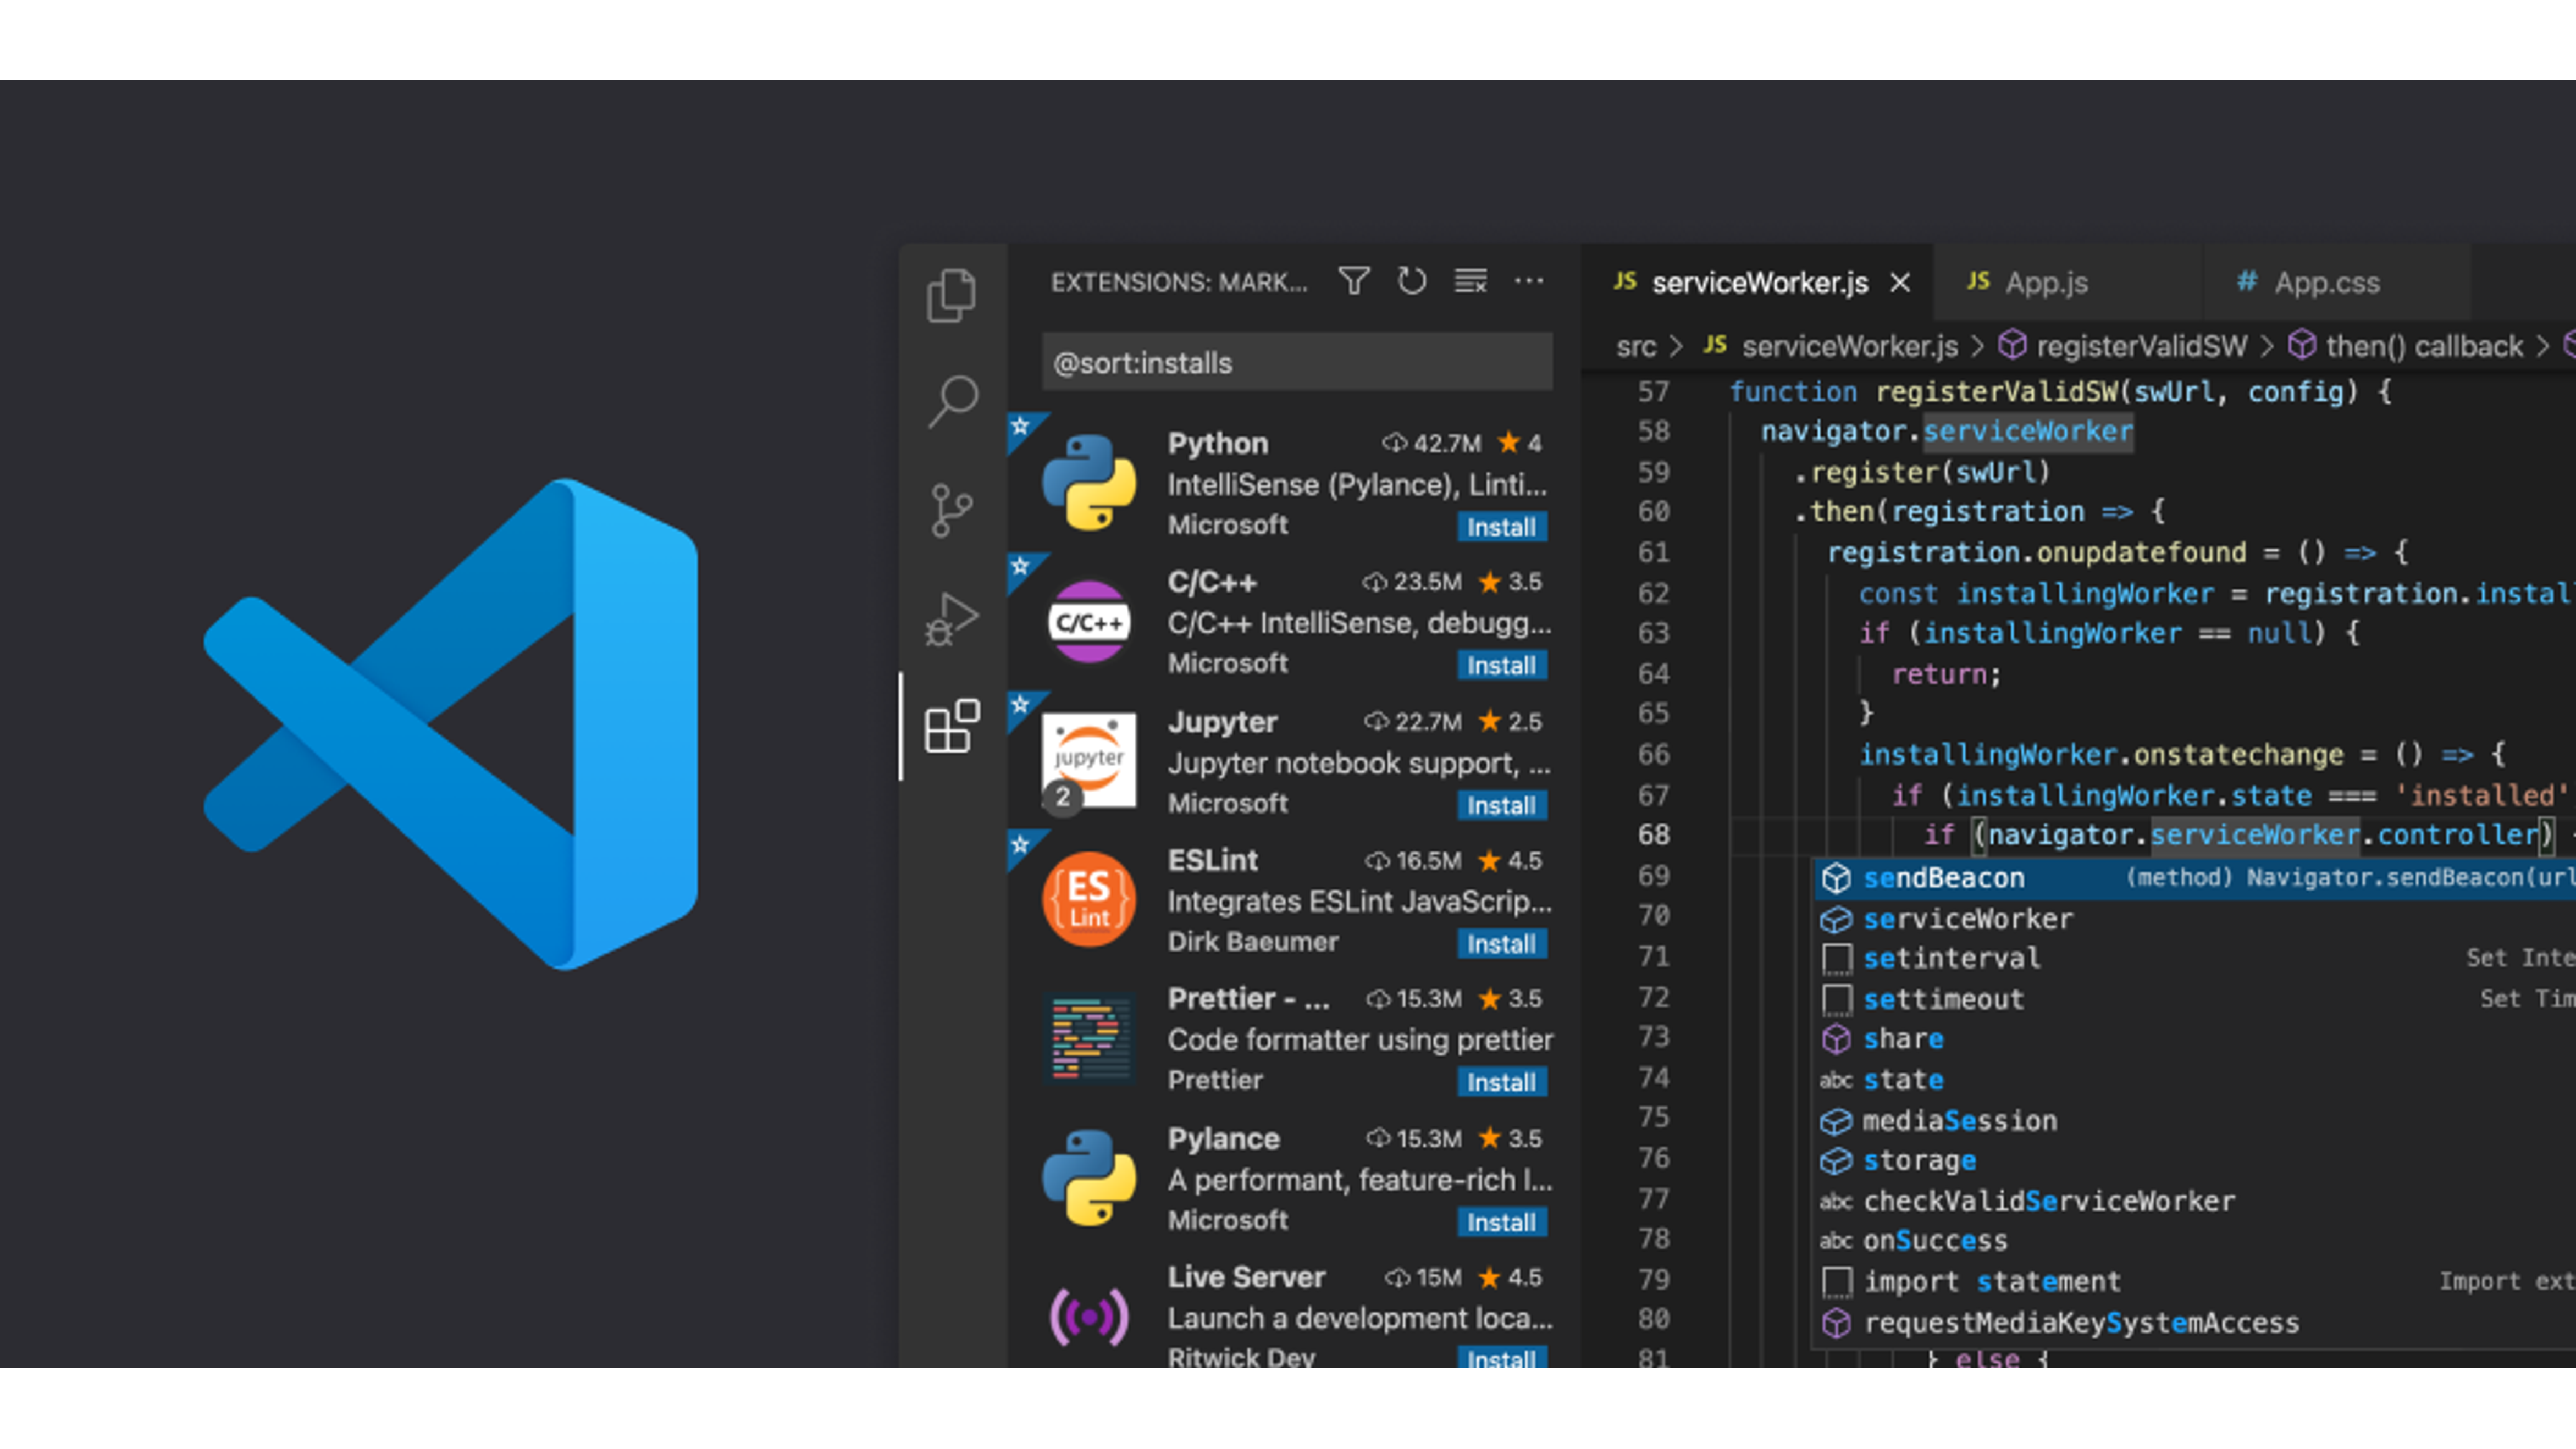 EXTENSIONS: MARK...
@sort:installs
Python 42.7M 4
IntelliSense (Pylance), Linti...
Microsoft Install
C/C++
C/C++ 23.5M 3.5
C/C++ IntelliSense, debugg...
Microsoft Install
jupyter
2
Jupyter 22.7M 2.5
Jupyter notebook support, ...
Microsoft Install
ES
Lint
ESLint 16.5M 4.5
Integrates ESLint JavaScrip...
Dirk Baeumer Install
Prettier - ... 15.3M 3.5
Code formatter using prettier
Prettier Install
Pylance 15.3M 3.5
A performant, feature-rich l...
Microsoft Install
Live Server 15M 4.5
Launch a development loca...
Ritwick Dev Install
JS serviceWorker.js JS App.js # App.css
src > JS serviceWorker.js > registerValidSW > then() callback >
57 function registerValidSW(swUrl, config) {
58 navigator.serviceWorker
59 .register(swUrl)
60 .then(registration => {
61 registration.onupdatefound = () => {
62 const installingWorker = registration.instal
63 if (installingWorker == null) {
64 return;
65 }
66 installingWorker.onstatechange = () => {
67 if (installingWorker.state === 'installed'
68 if (navigator.serviceWorker.controller)
69 sendBeacon (method) Navigator.sendBeacon(url
70 serviceWorker
71 setinterval Set Inte
72 settimeout Set Tim
73 share
74 abc state
75 mediaSession
76 storage
77 abc checkValidServiceWorker
78 abc onSuccess
79 import statement Import ext
80 requestMediaKeySystemAccess
81 } else {